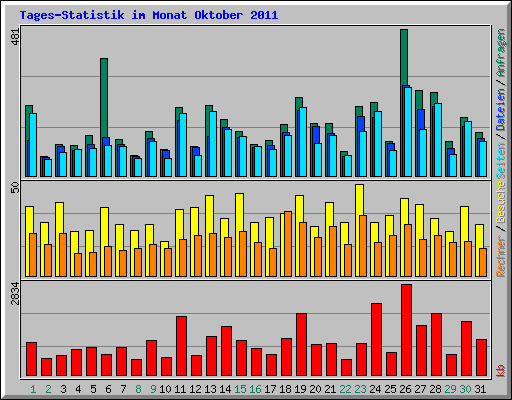 Tages-Statistik im Monat Oktober 2011
481
50
2834
Rechner / Besuche Seiten / Dateien / Anfragen
kb
1 2 3 4 5 6 7 8 9 10 11 12 13 14 15 16 17 18 19 20 21 22 23 24 25 26 27 28 29 30 31